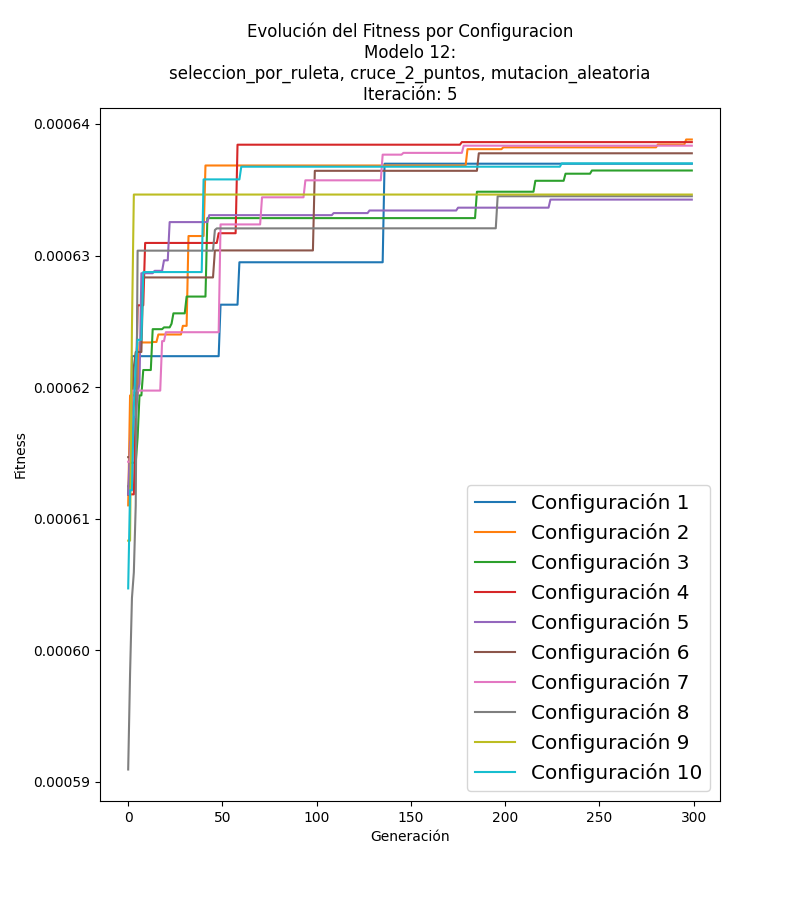 Evolución del Fitness por Configuracion
Modelo 12:
seleccion_por_ruleta, cruce_2_puntos, mutacion_aleatoria
Iteración: 5
0.00064
0.00063
0.00062
0.00061
0.00060
0.00059
Fitness
Configuración 1
Configuración 2
Configuración 3
Configuración 4
Configuración 5
Configuración 6
Configuración 7
Configuración 8
Configuración 9
Configuración 10
0 50 100 150 200 250 300
Generación